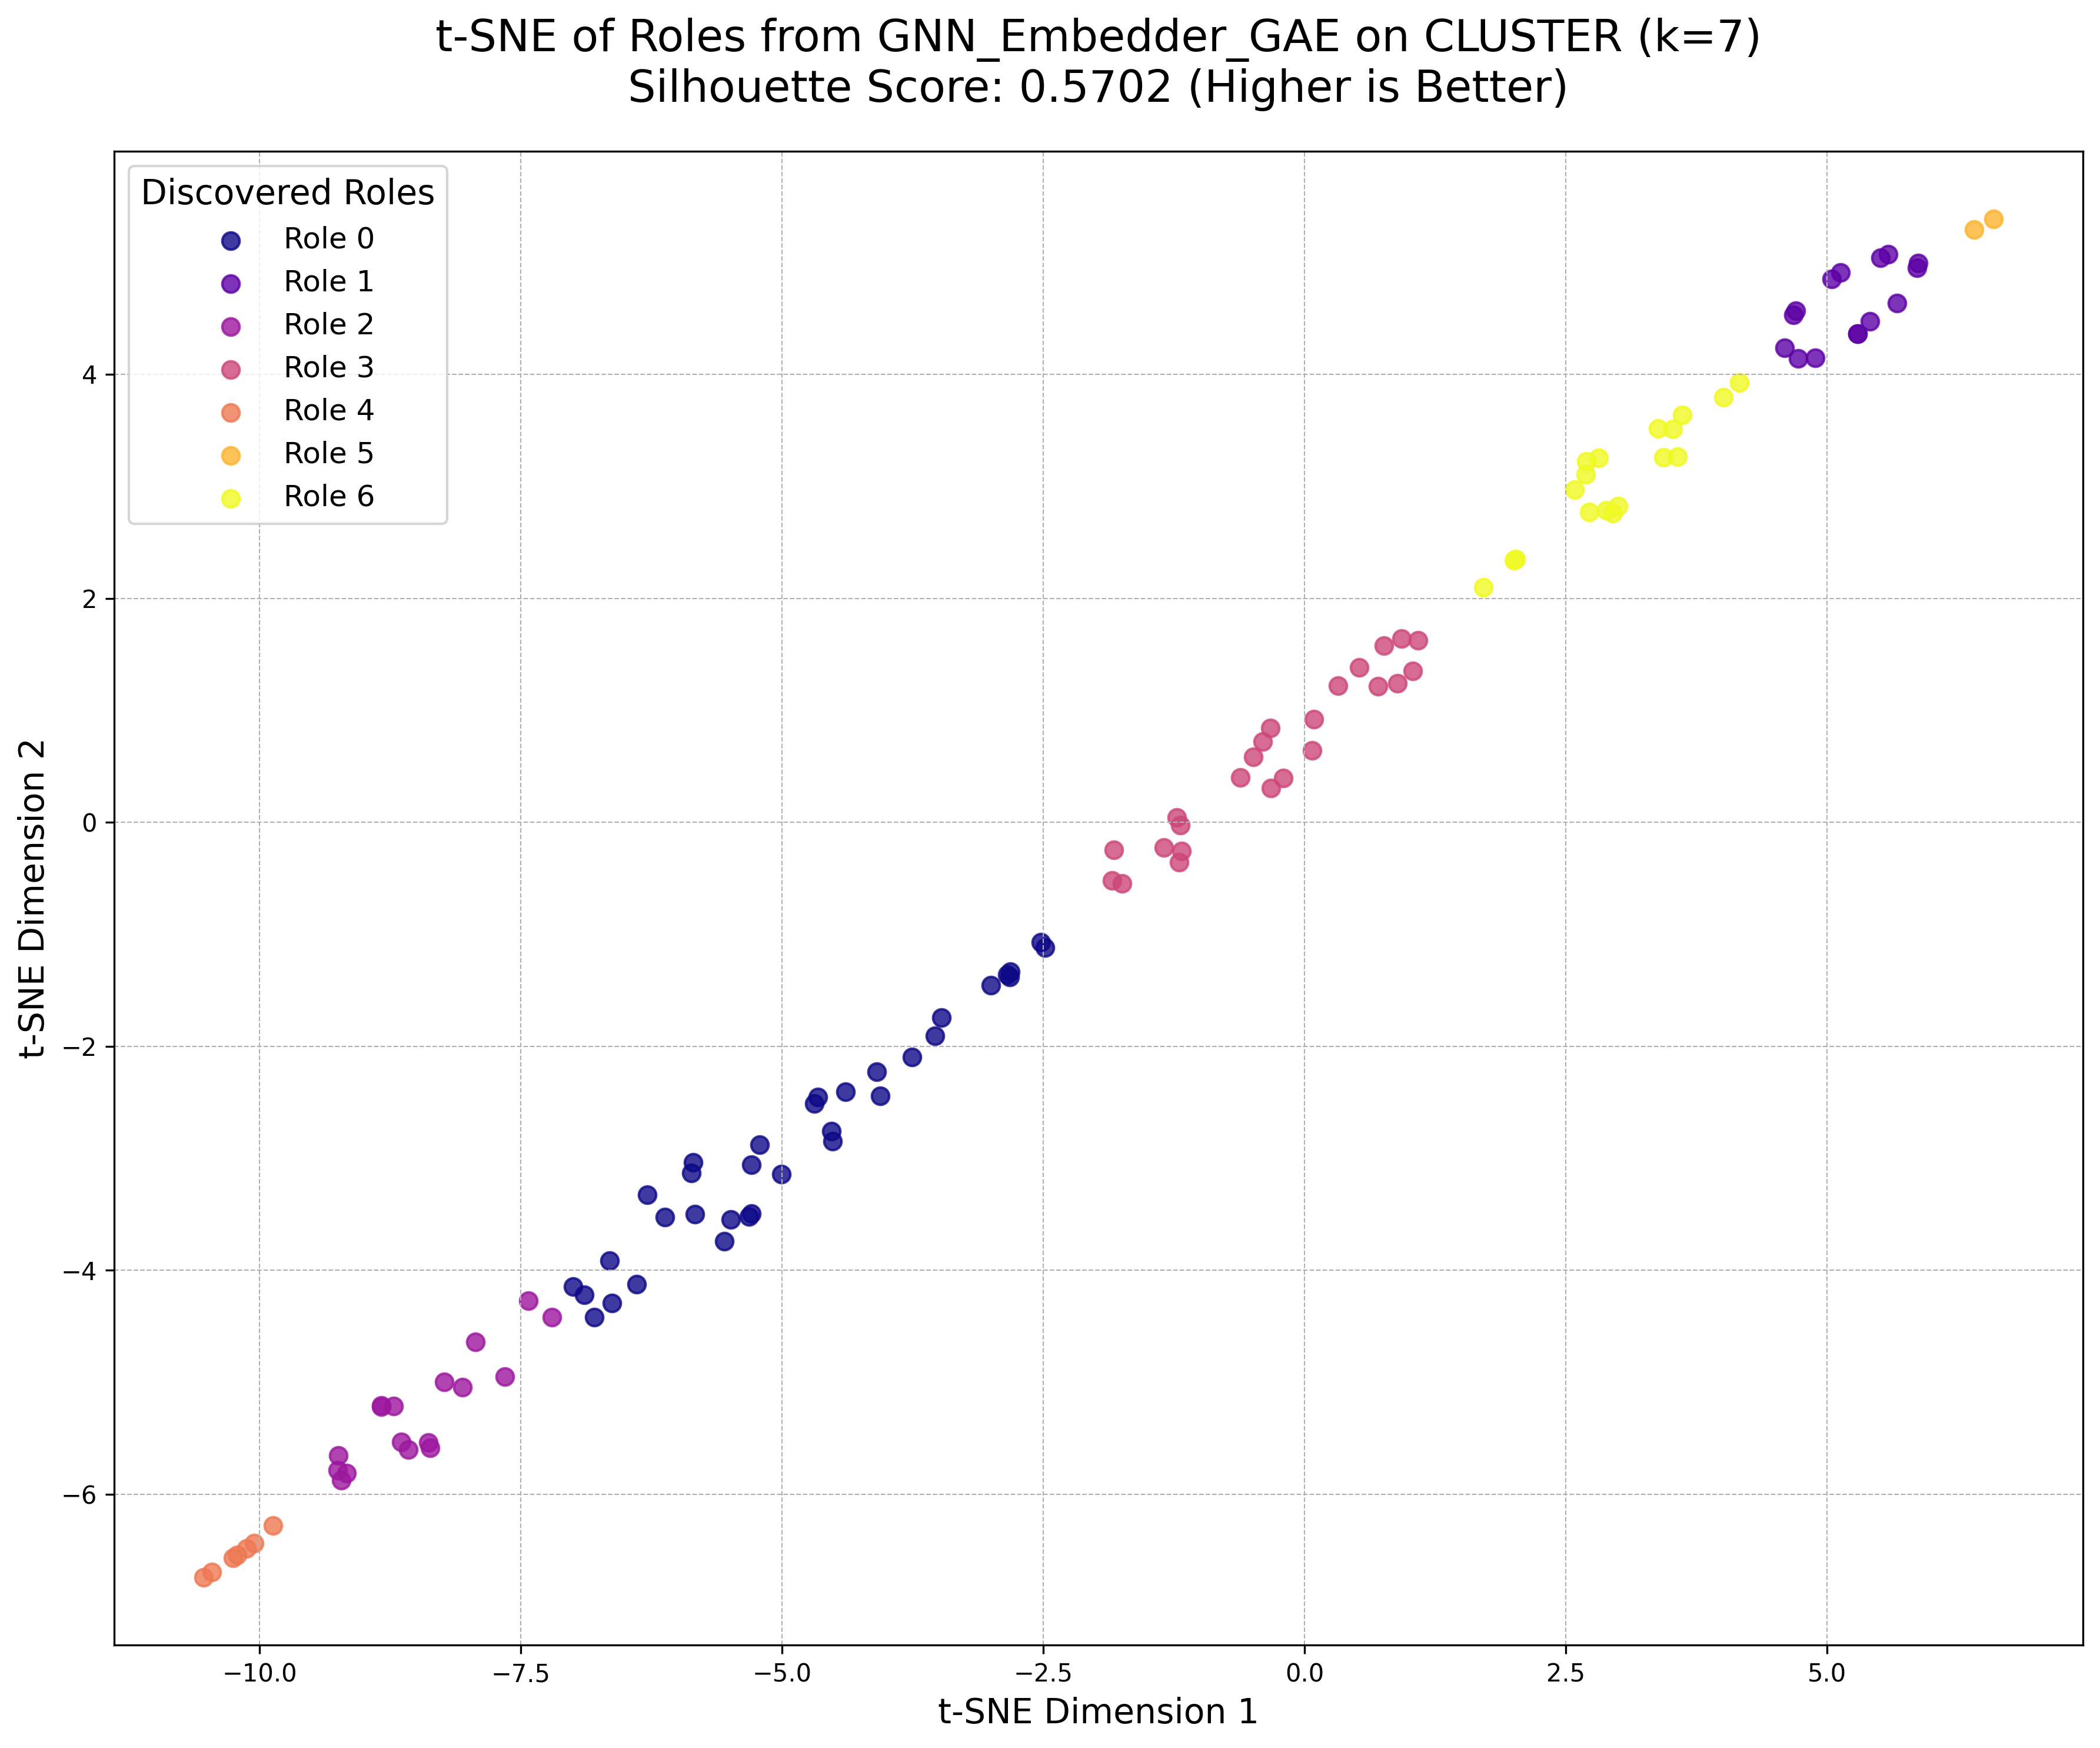 t-SNE of Roles from GNN_Embedder_GAE on CLUSTER (k=7)
Silhouette Score: 0.5702 (Higher is Better)
Discovered Roles
Role 0
Role 1
Role 2
Role 3
Role 4
Role 5
Role 6
t-SNE Dimension 2
4
2
0
−2
−4
−6
−10.0
−7.5
−5.0
−2.5
0.0
2.5
5.0
t-SNE Dimension 1